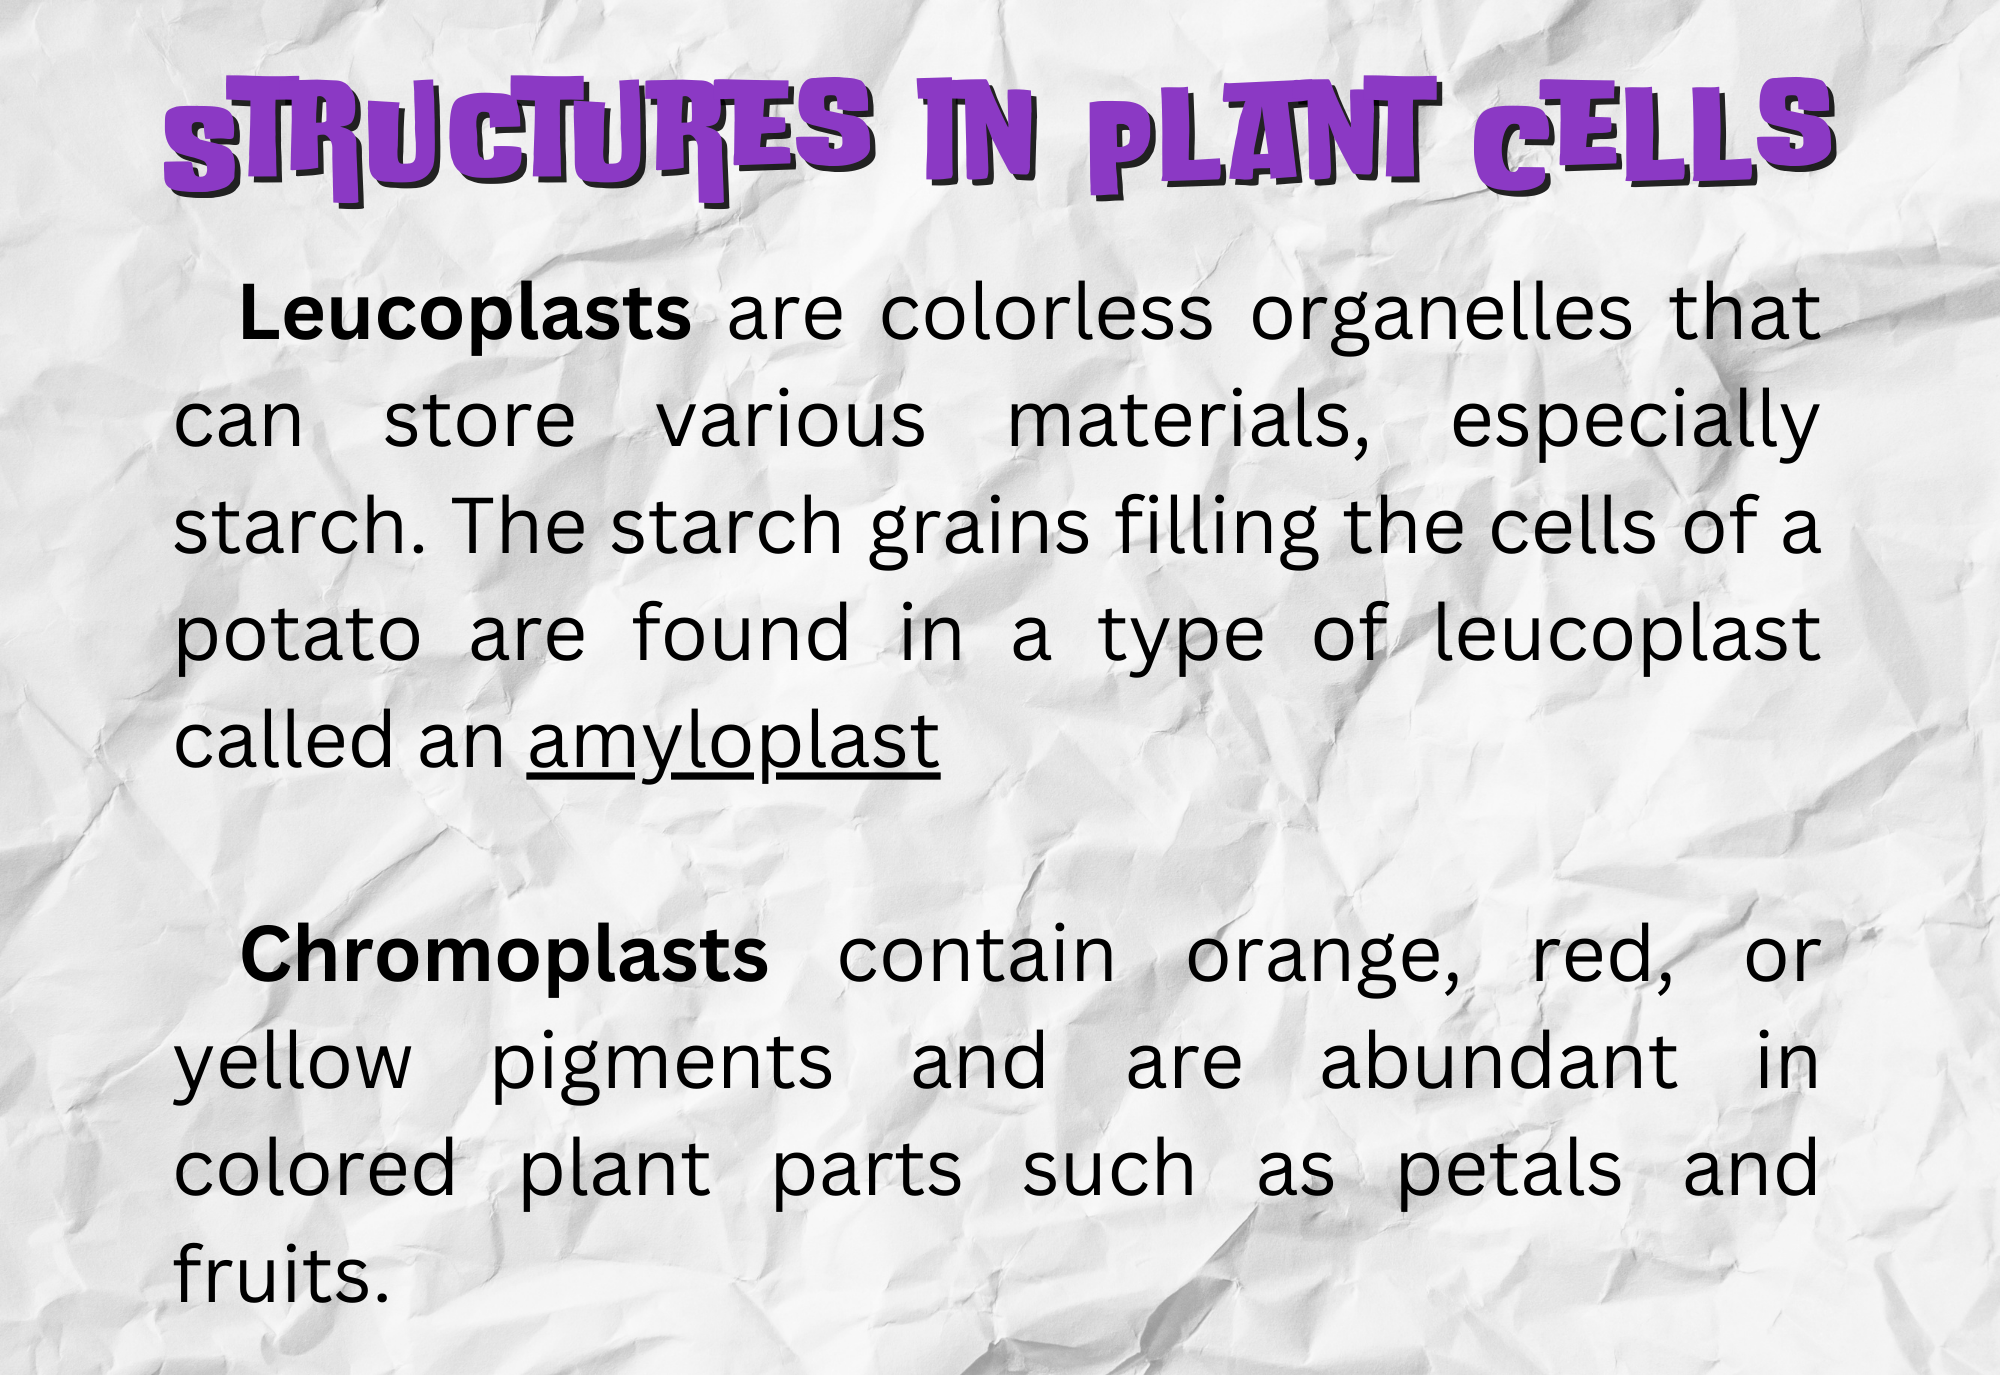 STRUCTURES IN PLANT CELLS
Leucoplasts are colorless organelles that
can store various materials, especially
starch. The starch grains filling the cells of a
potato are found in a type of leucoplast
called an amyloplast
Chromoplasts contain orange, red, or
yellow pigments and are abundant in
colored plant parts such as petals and
fruits.